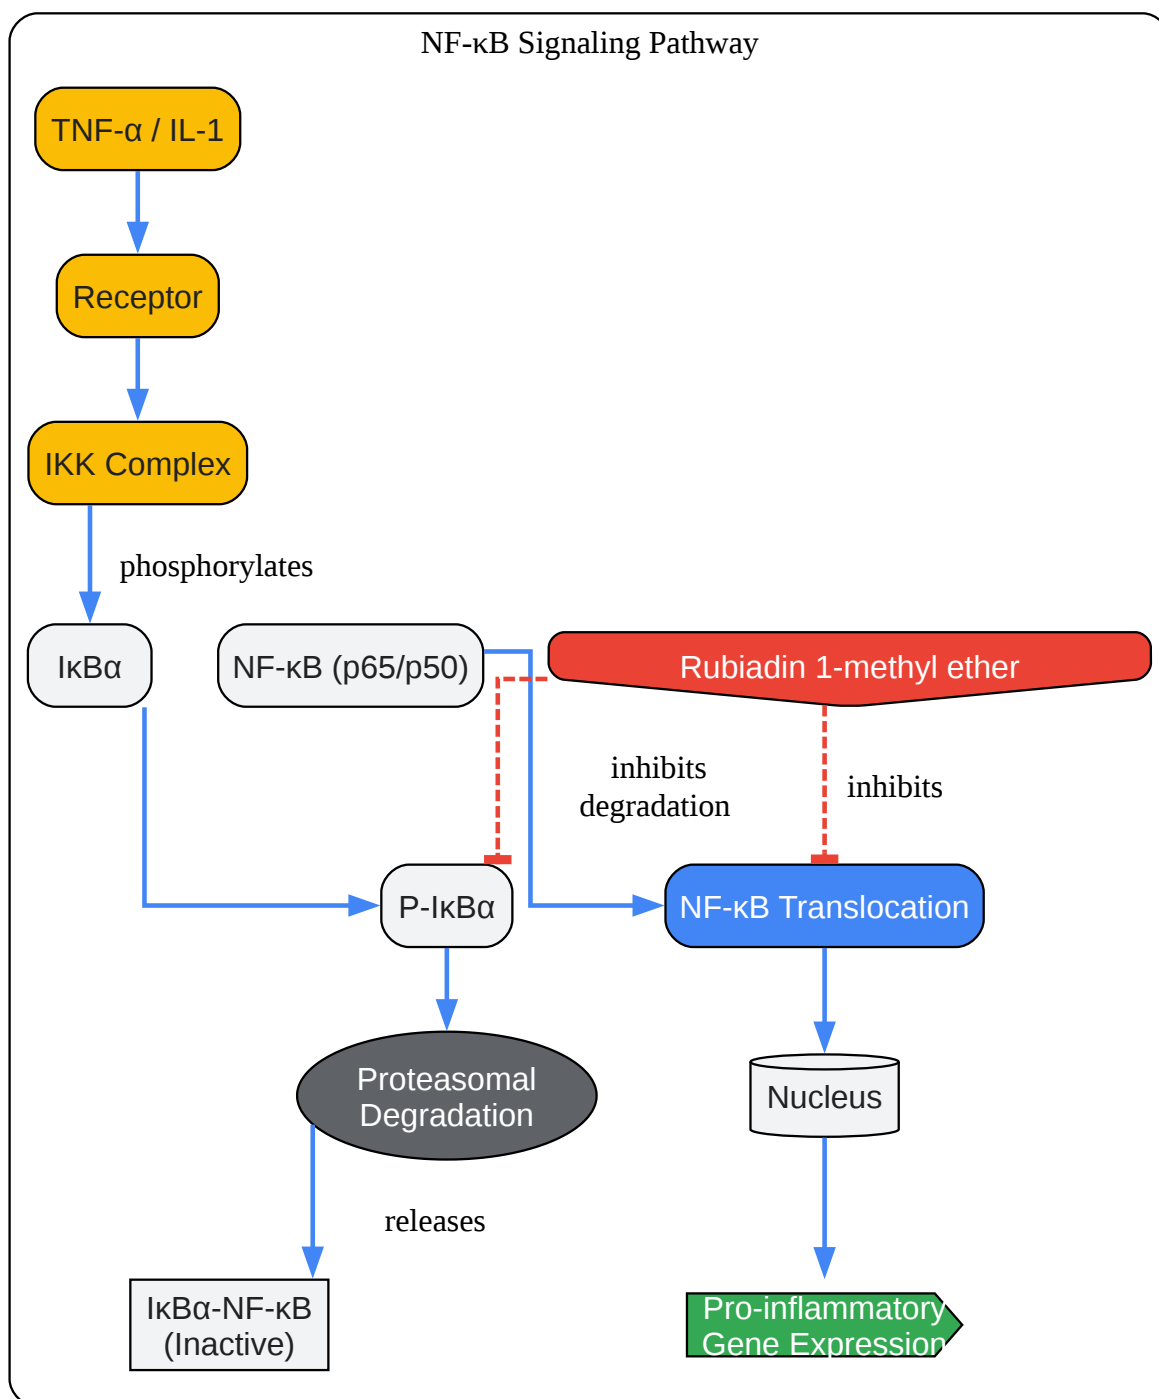 NF-κB Signaling Pathway
TNF-α / IL-1
Receptor
IKK Complex
phosphorylates
IκBα
NF-κB (p65/p50)
Rubiadin 1-methyl ether
inhibits
degradation
inhibits
P-IκBα
NF-κB Translocation
Proteasomal
Degradation
Nucleus
releases
IκBα-NF-κB
(Inactive)
Pro-inflammatory
Gene Expression